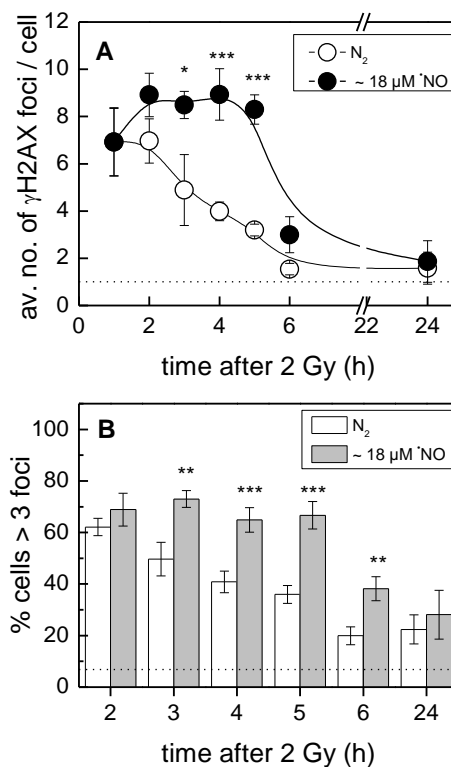 A
N₂
~ 18 µM ˙NO
* *** ***
12
10
8
6
4
2
0
av. no. of γH2AX foci / cell
0 2 4 6 22 24
time after 2 Gy (h)
B
N₂
~ 18 µM ˙NO
** *** *** **
100
80
60
40
20
0
% cells > 3 foci
2 3 4 5 6 24
time after 2 Gy (h)